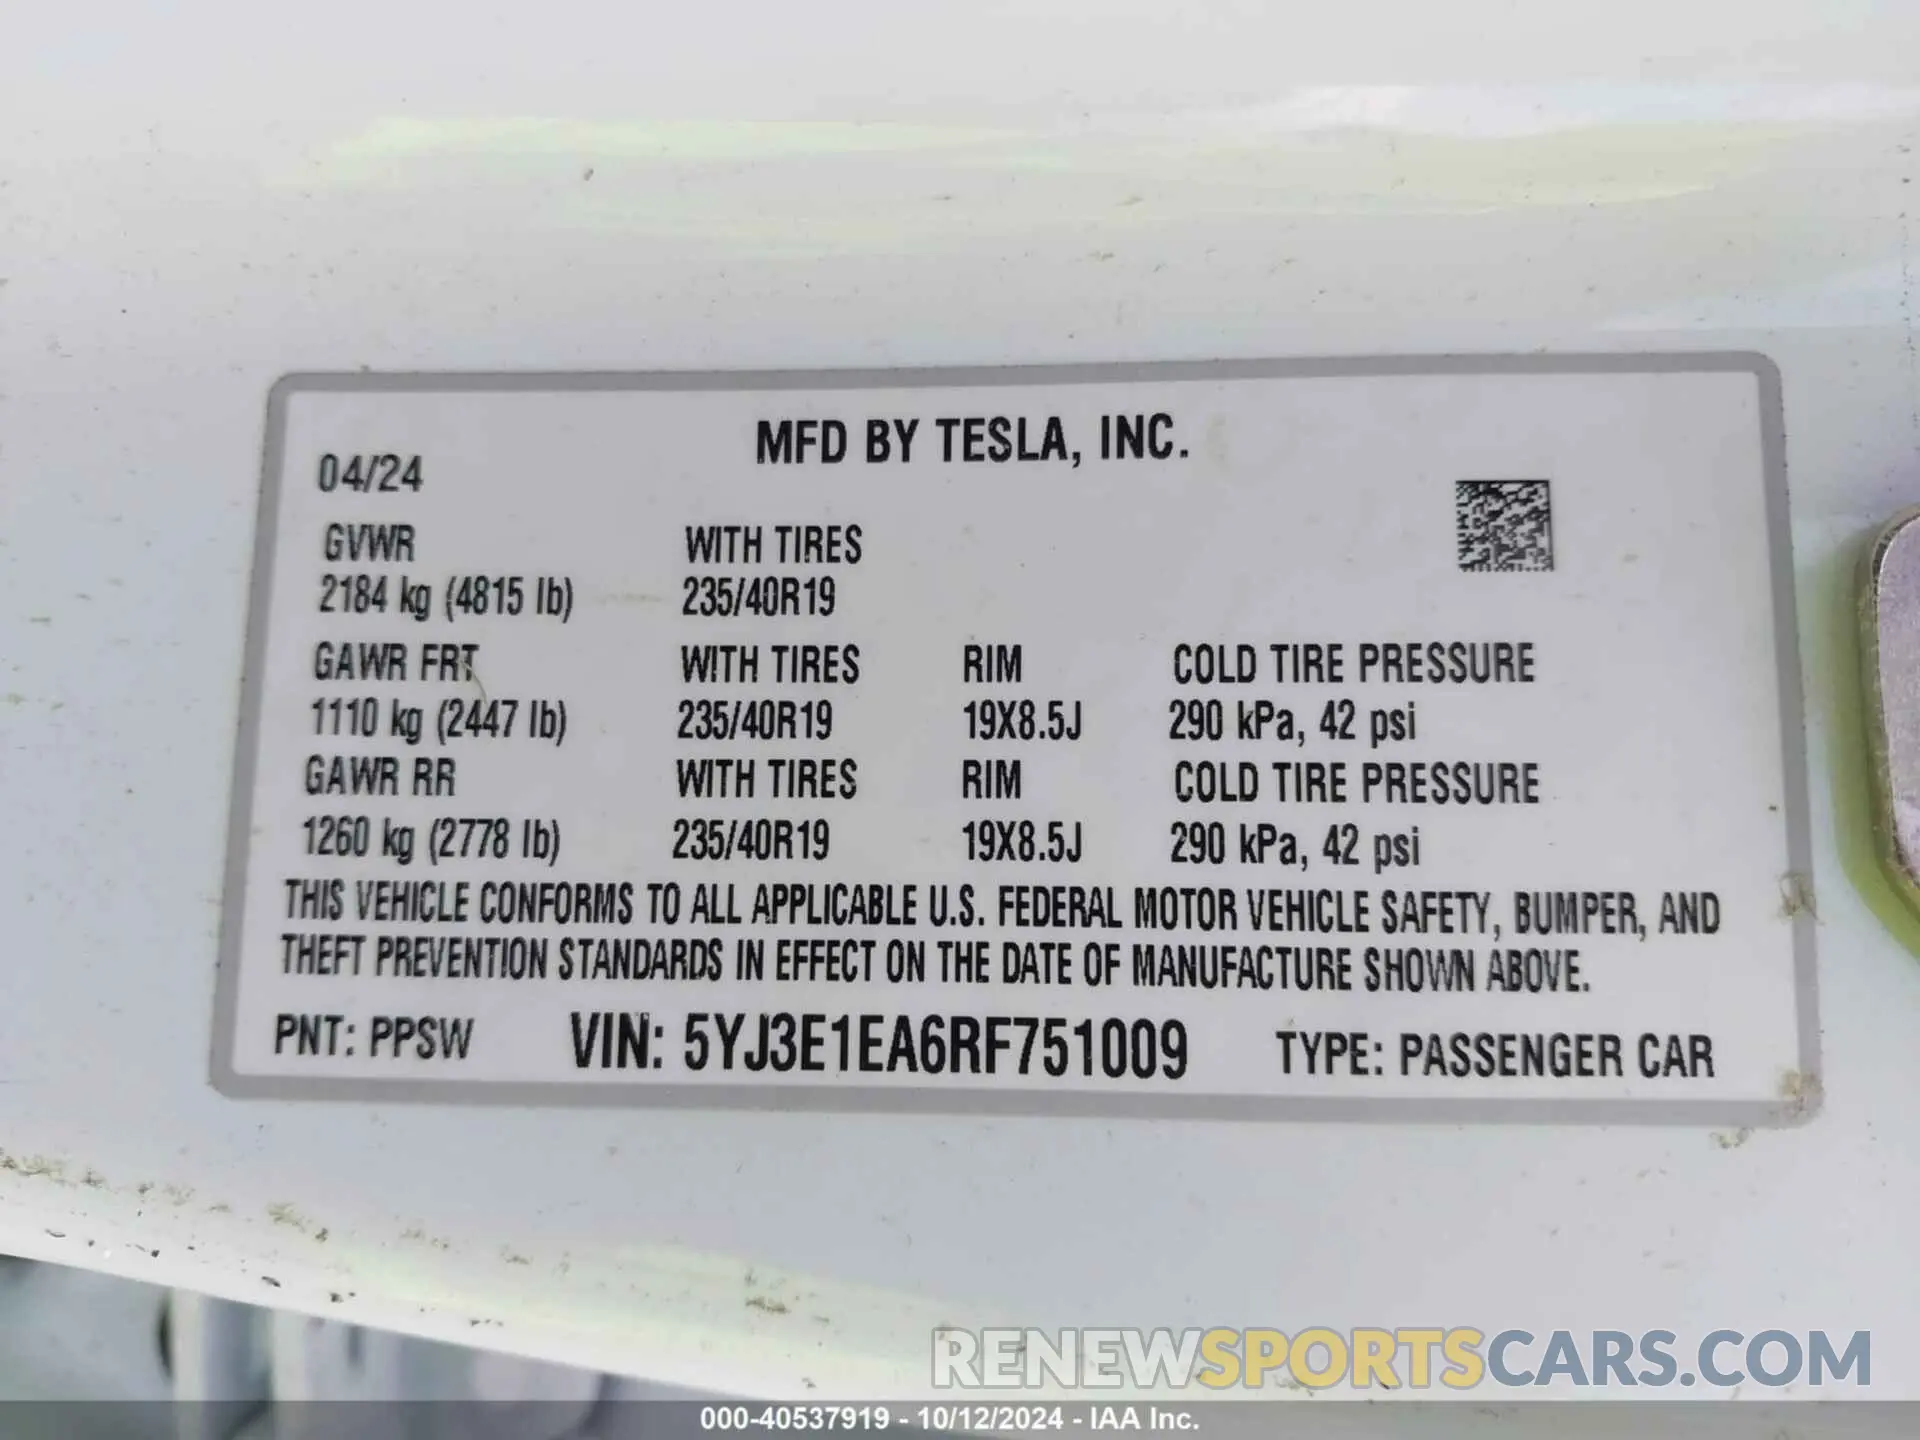 MFD BY TESLA, INC.
04/24
GVWR WITH TIRES
2184 kg (4815 lb) 235/40R19
GAWR FRT WITH TIRES RIM COLD TIRE PRESSURE
1110 kg (2447 lb) 235/40R19 19X8.5J 290 kPa, 42 psi
GAWR RR WITH TIRES RIM COLD TIRE PRESSURE
1260 kg (2778 lb) 235/40R19 19X8.5J 290 kPa, 42 psi
THIS VEHICLE CONFORMS TO ALL APPLICABLE U.S. FEDERAL MOTOR VEHICLE SAFETY, BUMPER, AND
THEFT PREVENTION STANDARDS IN EFFECT ON THE DATE OF MANUFACTURE SHOWN ABOVE.
PNT: PPSW VIN: 5YJ3E1EA6RF751009 TYPE: PASSENGER CAR
RENEWSPORTSCARS.COM
000-40537919 - 10/12/2024 - IAA Inc.